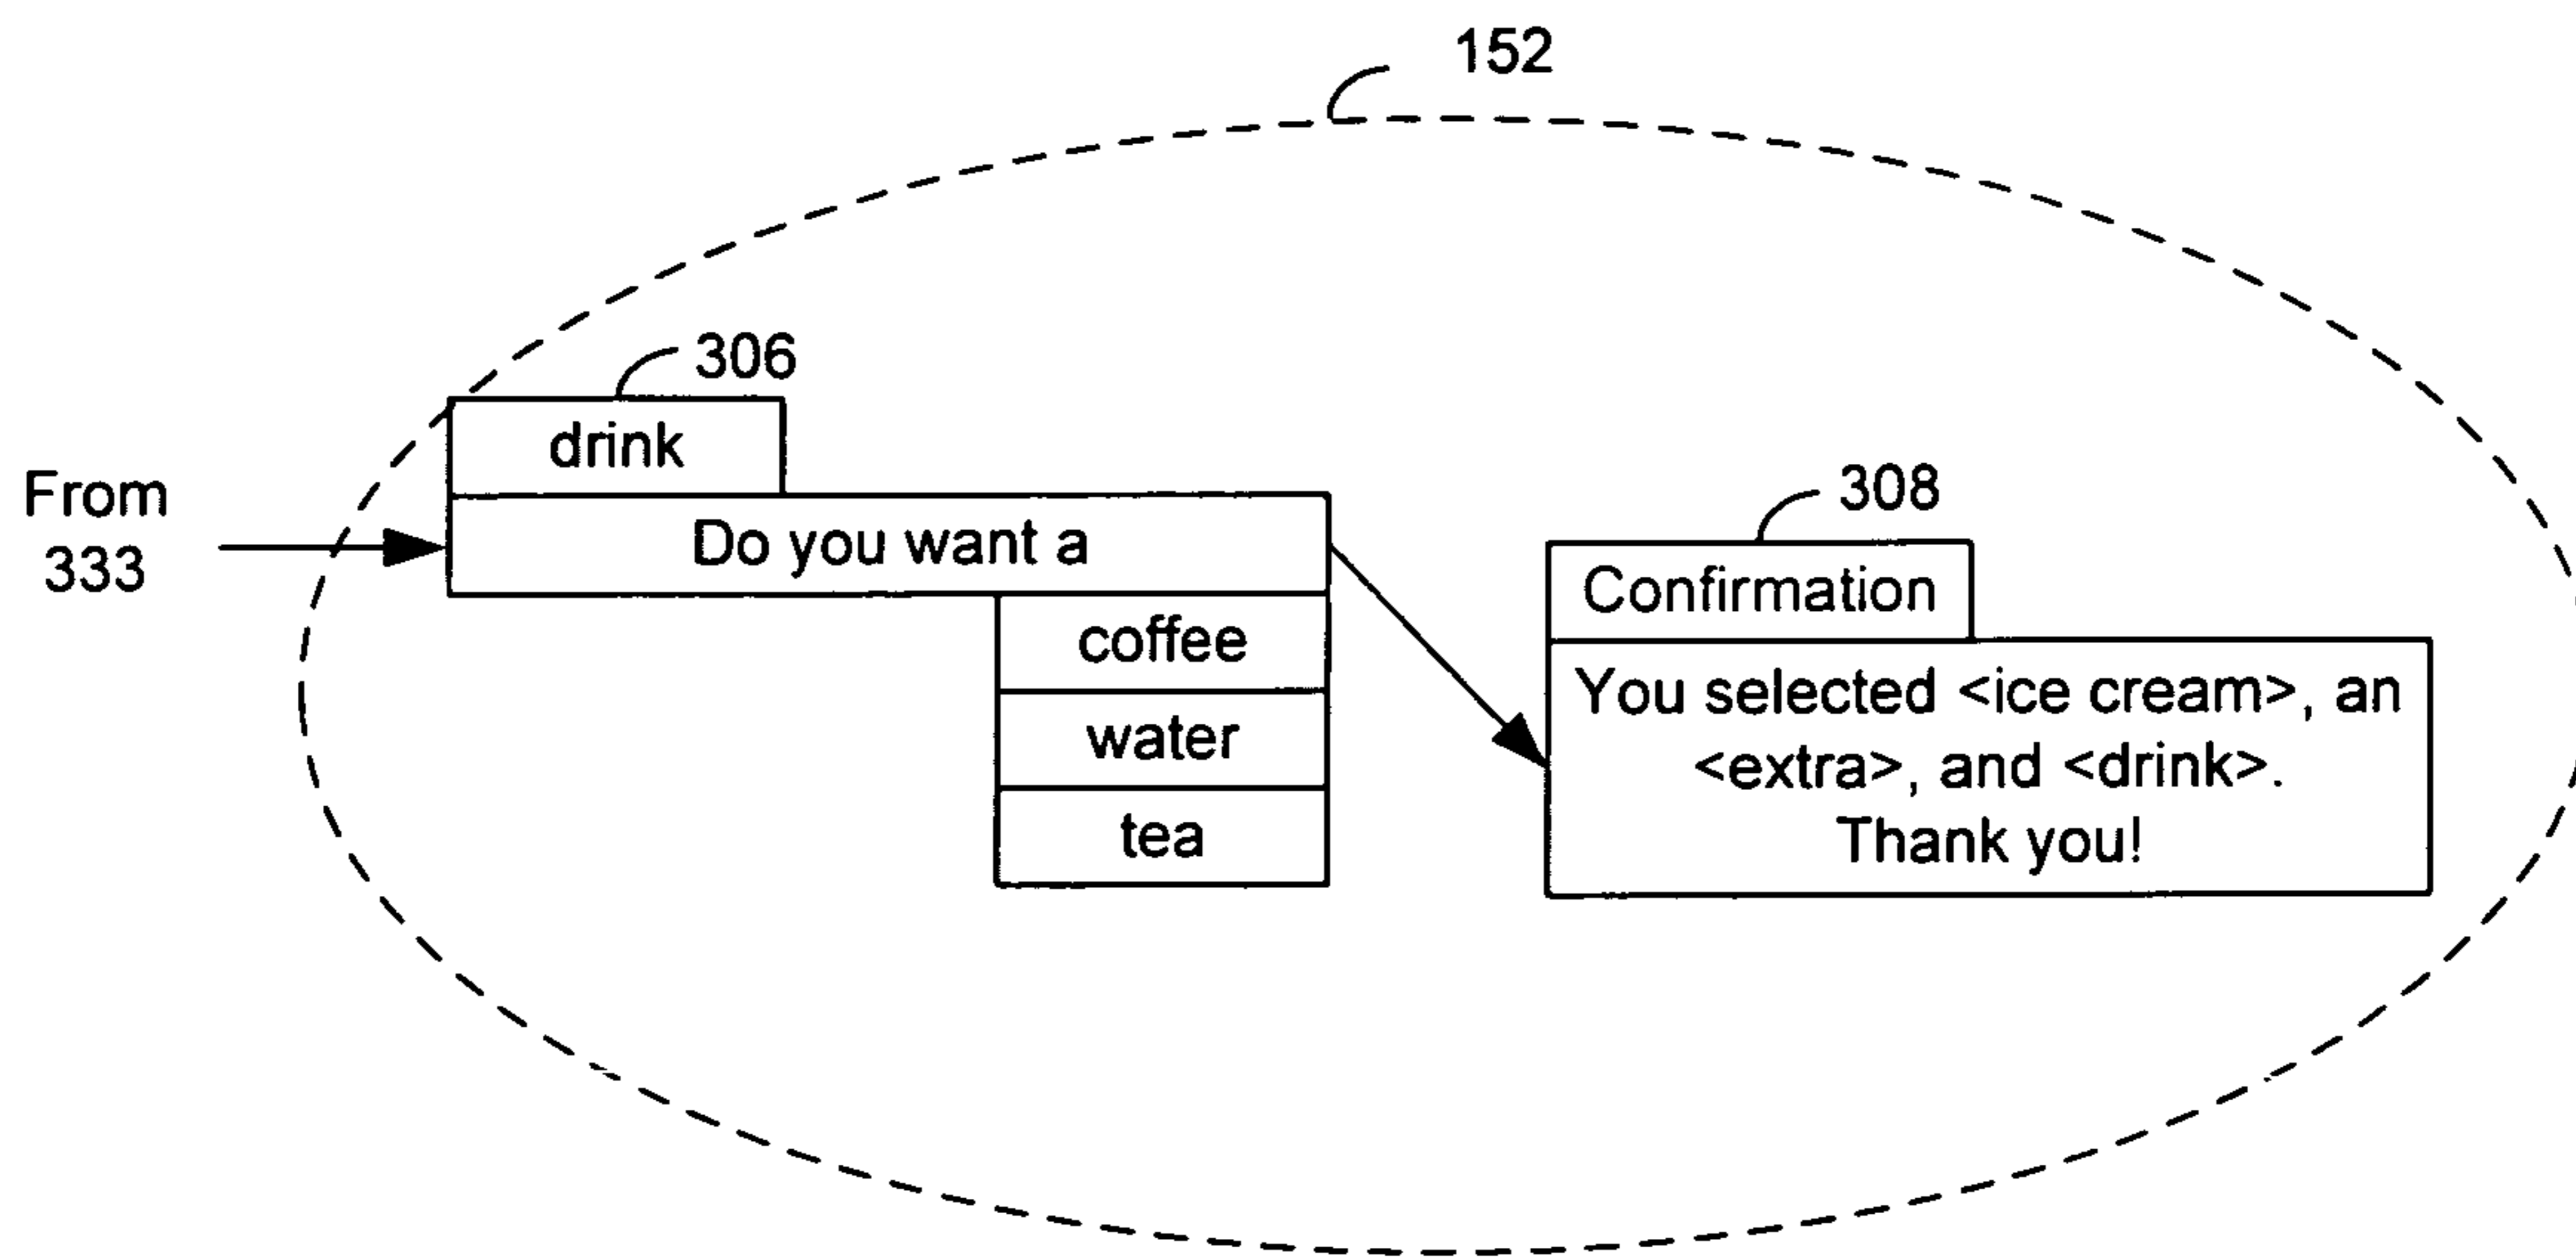 152
306
drink
From
333
Do you want a
coffee
water
tea
308
Confirmation
You selected <ice cream>, an
<extra>, and <drink>.
Thank you!